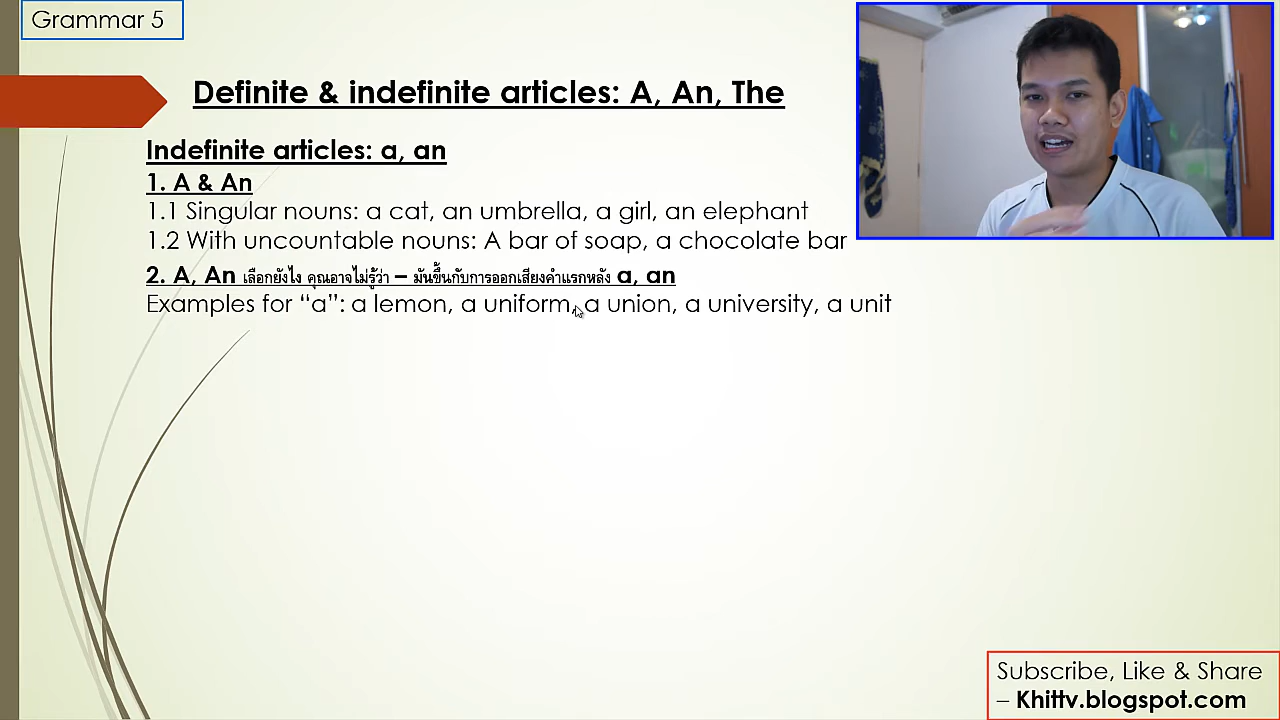 Grammar 5
Definite & indefinite articles: A, An, The
Indefinite articles: a, an
1. A & An
1.1 Singular nouns: a cat, an umbrella, a girl, an elephant
1.2 With uncountable nouns: A bar of soap, a chocolate bar
2. A, An เลือกยังไง คุณอาจไม่รู้ว่า – มันขึ้นกับการออกเสียงคำแรกหลัง a, an
Examples for “a”: a lemon, a uniform, a union, a university, a unit
Subscribe, Like & Share
– Khittv.blogspot.com